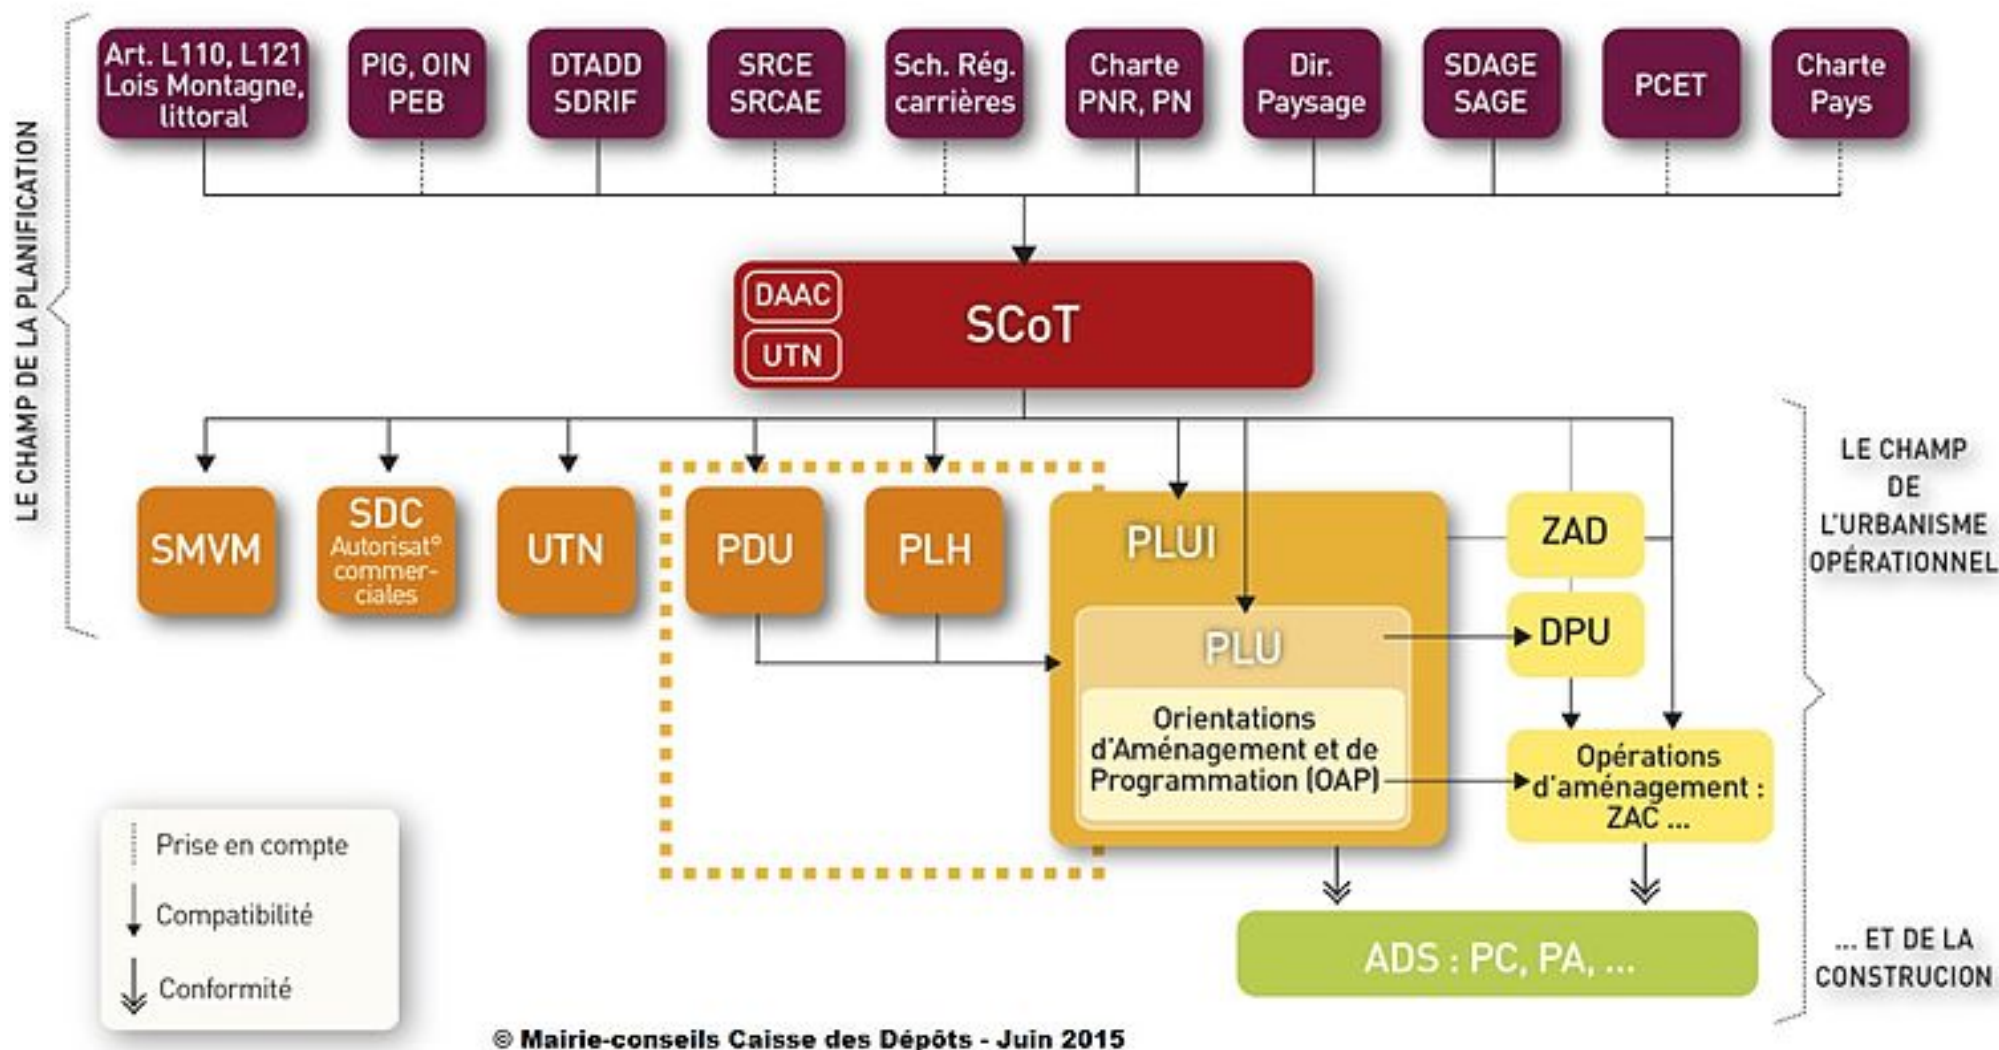 LE CHAMP DE LA PLANIFICATION
Art. L110, L121
Lois Montagne,
littoral
PIG, OIN
PEB
DTADD
SDRIF
SRCE
SRCAE
Sch. Rég.
carrières
Charte
PNR, PN
Dir.
Paysage
SDAGE
SAGE
PCET
Charte
Pays
DAAC
UTN
SCoT
SMVM
SDC
Autorisat°
commer-
ciales
UTN
PDU
PLH
PLUI
PLU
Orientations
d'Aménagement et de
Programmation (OAP)
ZAD
DPU
Opérations
d'aménagement :
ZAC ...
LE CHAMP
DE
L'URBANISME
OPÉRATIONNEL
ADS : PC, PA, ...
... ET DE LA
CONSTRUCION
Prise en compte
Compatibilité
Conformité
© Mairie-conseils Caisse des Dépôts - Juin 2015